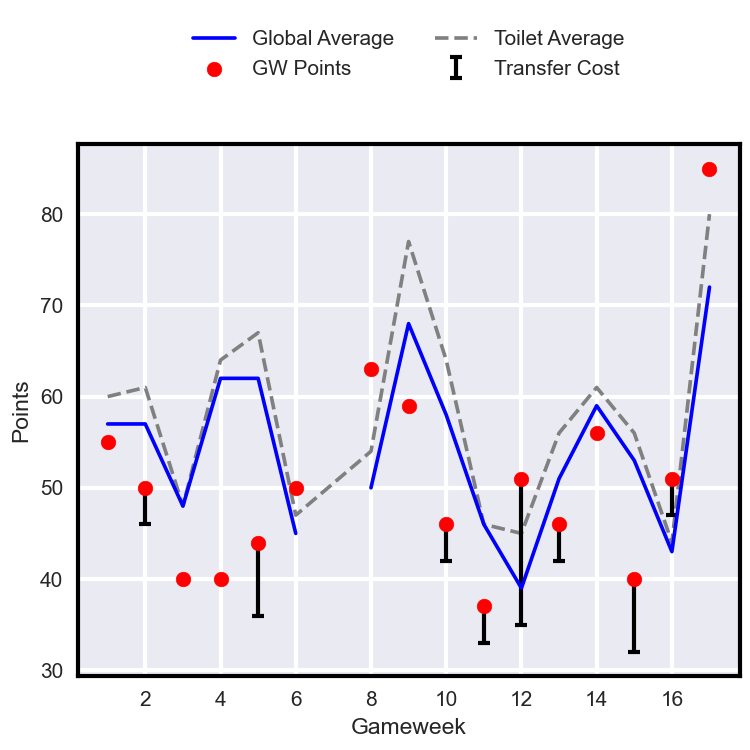 Global Average
Toilet Average
GW Points
Transfer Cost
80
70
60
50
40
30
Points
2 4 6 8 10 12 14 16
Gameweek